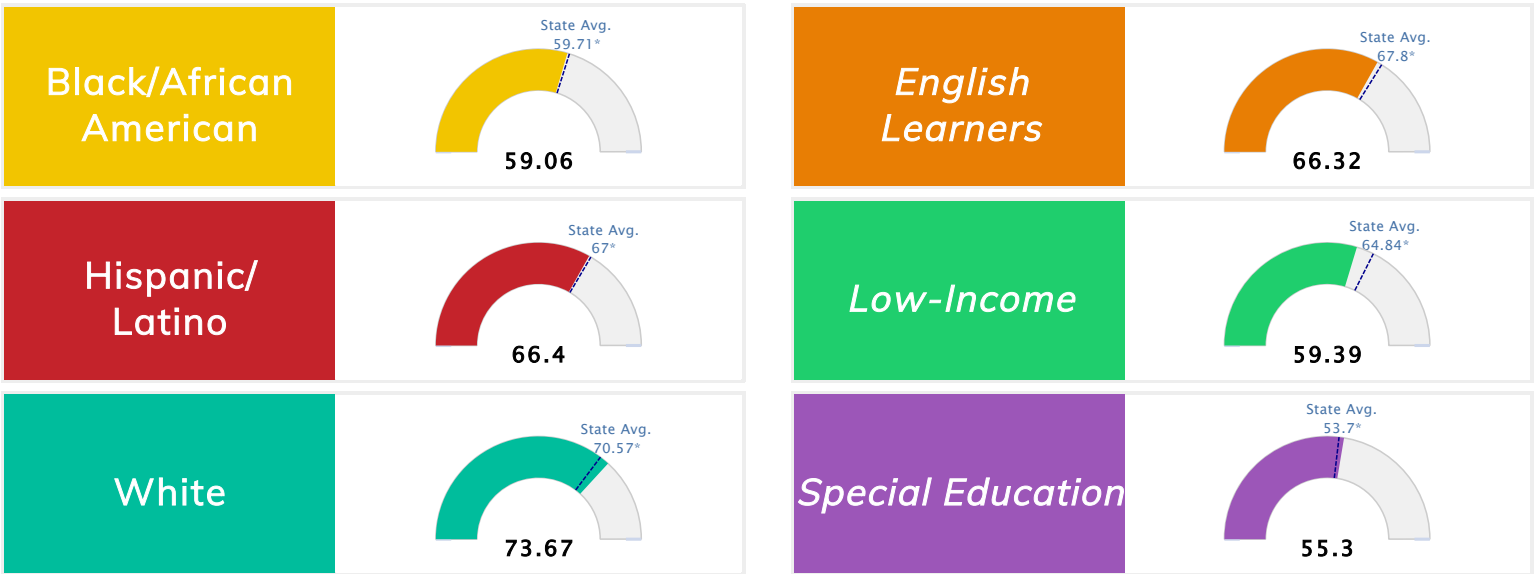 Black/African
American
State Avg.
59.71*
59.06
English
Learners
State Avg.
67.8*
66.32
Hispanic/
Latino
State Avg.
67*
66.4
Low-Income
State Avg.
64.84*
59.39
White
State Avg.
70.57*
73.67
Special Education
State Avg.
53.7*
55.3